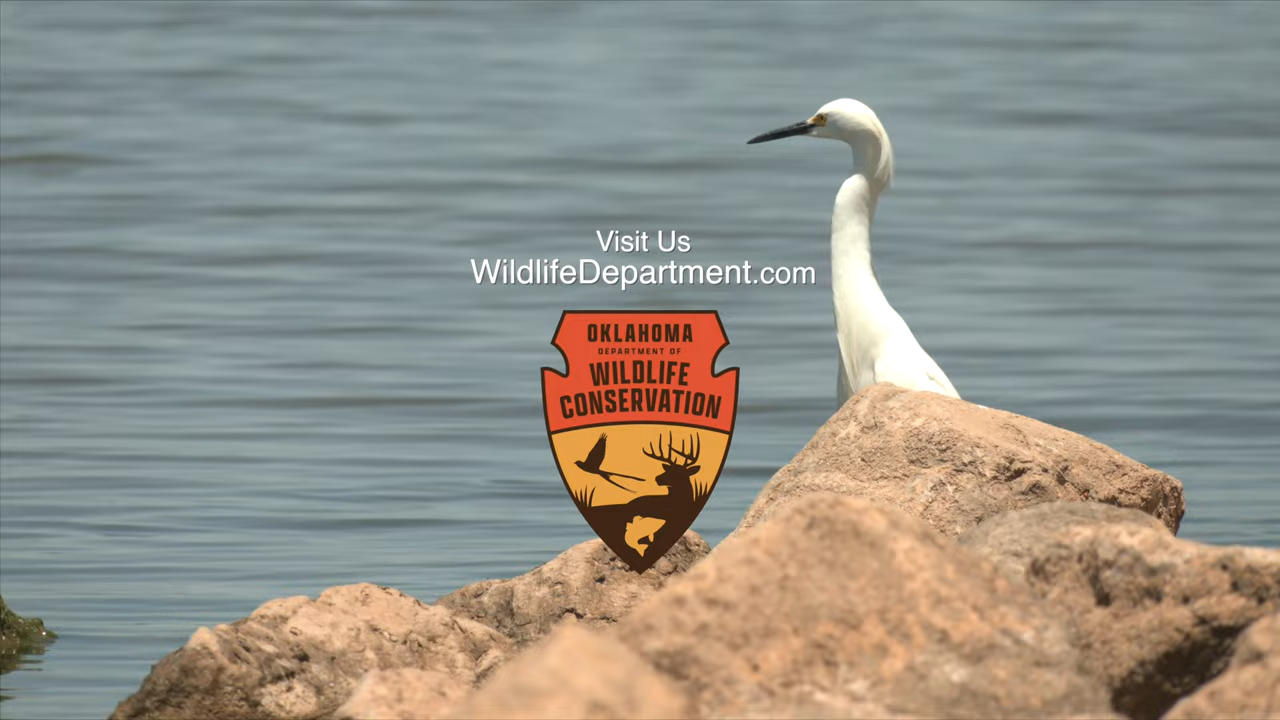 Visit Us
WildlifeDepartment.com
OKLAHOMA
DEPARTMENT OF
WILDLIFE
CONSERVATION